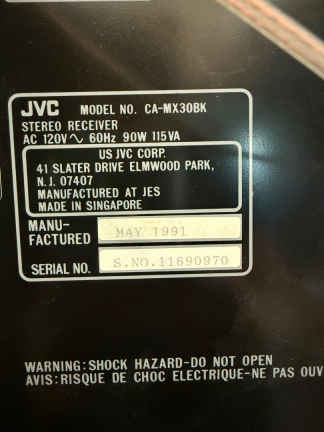 JVC MODEL NO. CA-MX30BK
STEREO RECEIVER
AC 120V～ 60Hz 90W 115VA
US JVC CORP.
41 SLATER DRIVE ELMWOOD PARK,
N.J. 07407
MANUFACTURED AT JES
MADE IN SINGAPORE
MANU-
FACTURED MAY 1991
SERIAL NO. S.NO.11690970
WARNING:SHOCK HAZARD-DO NOT OPEN
AVIS:RISQUE DE CHOC ELECTRIQUE-NE PAS OUV